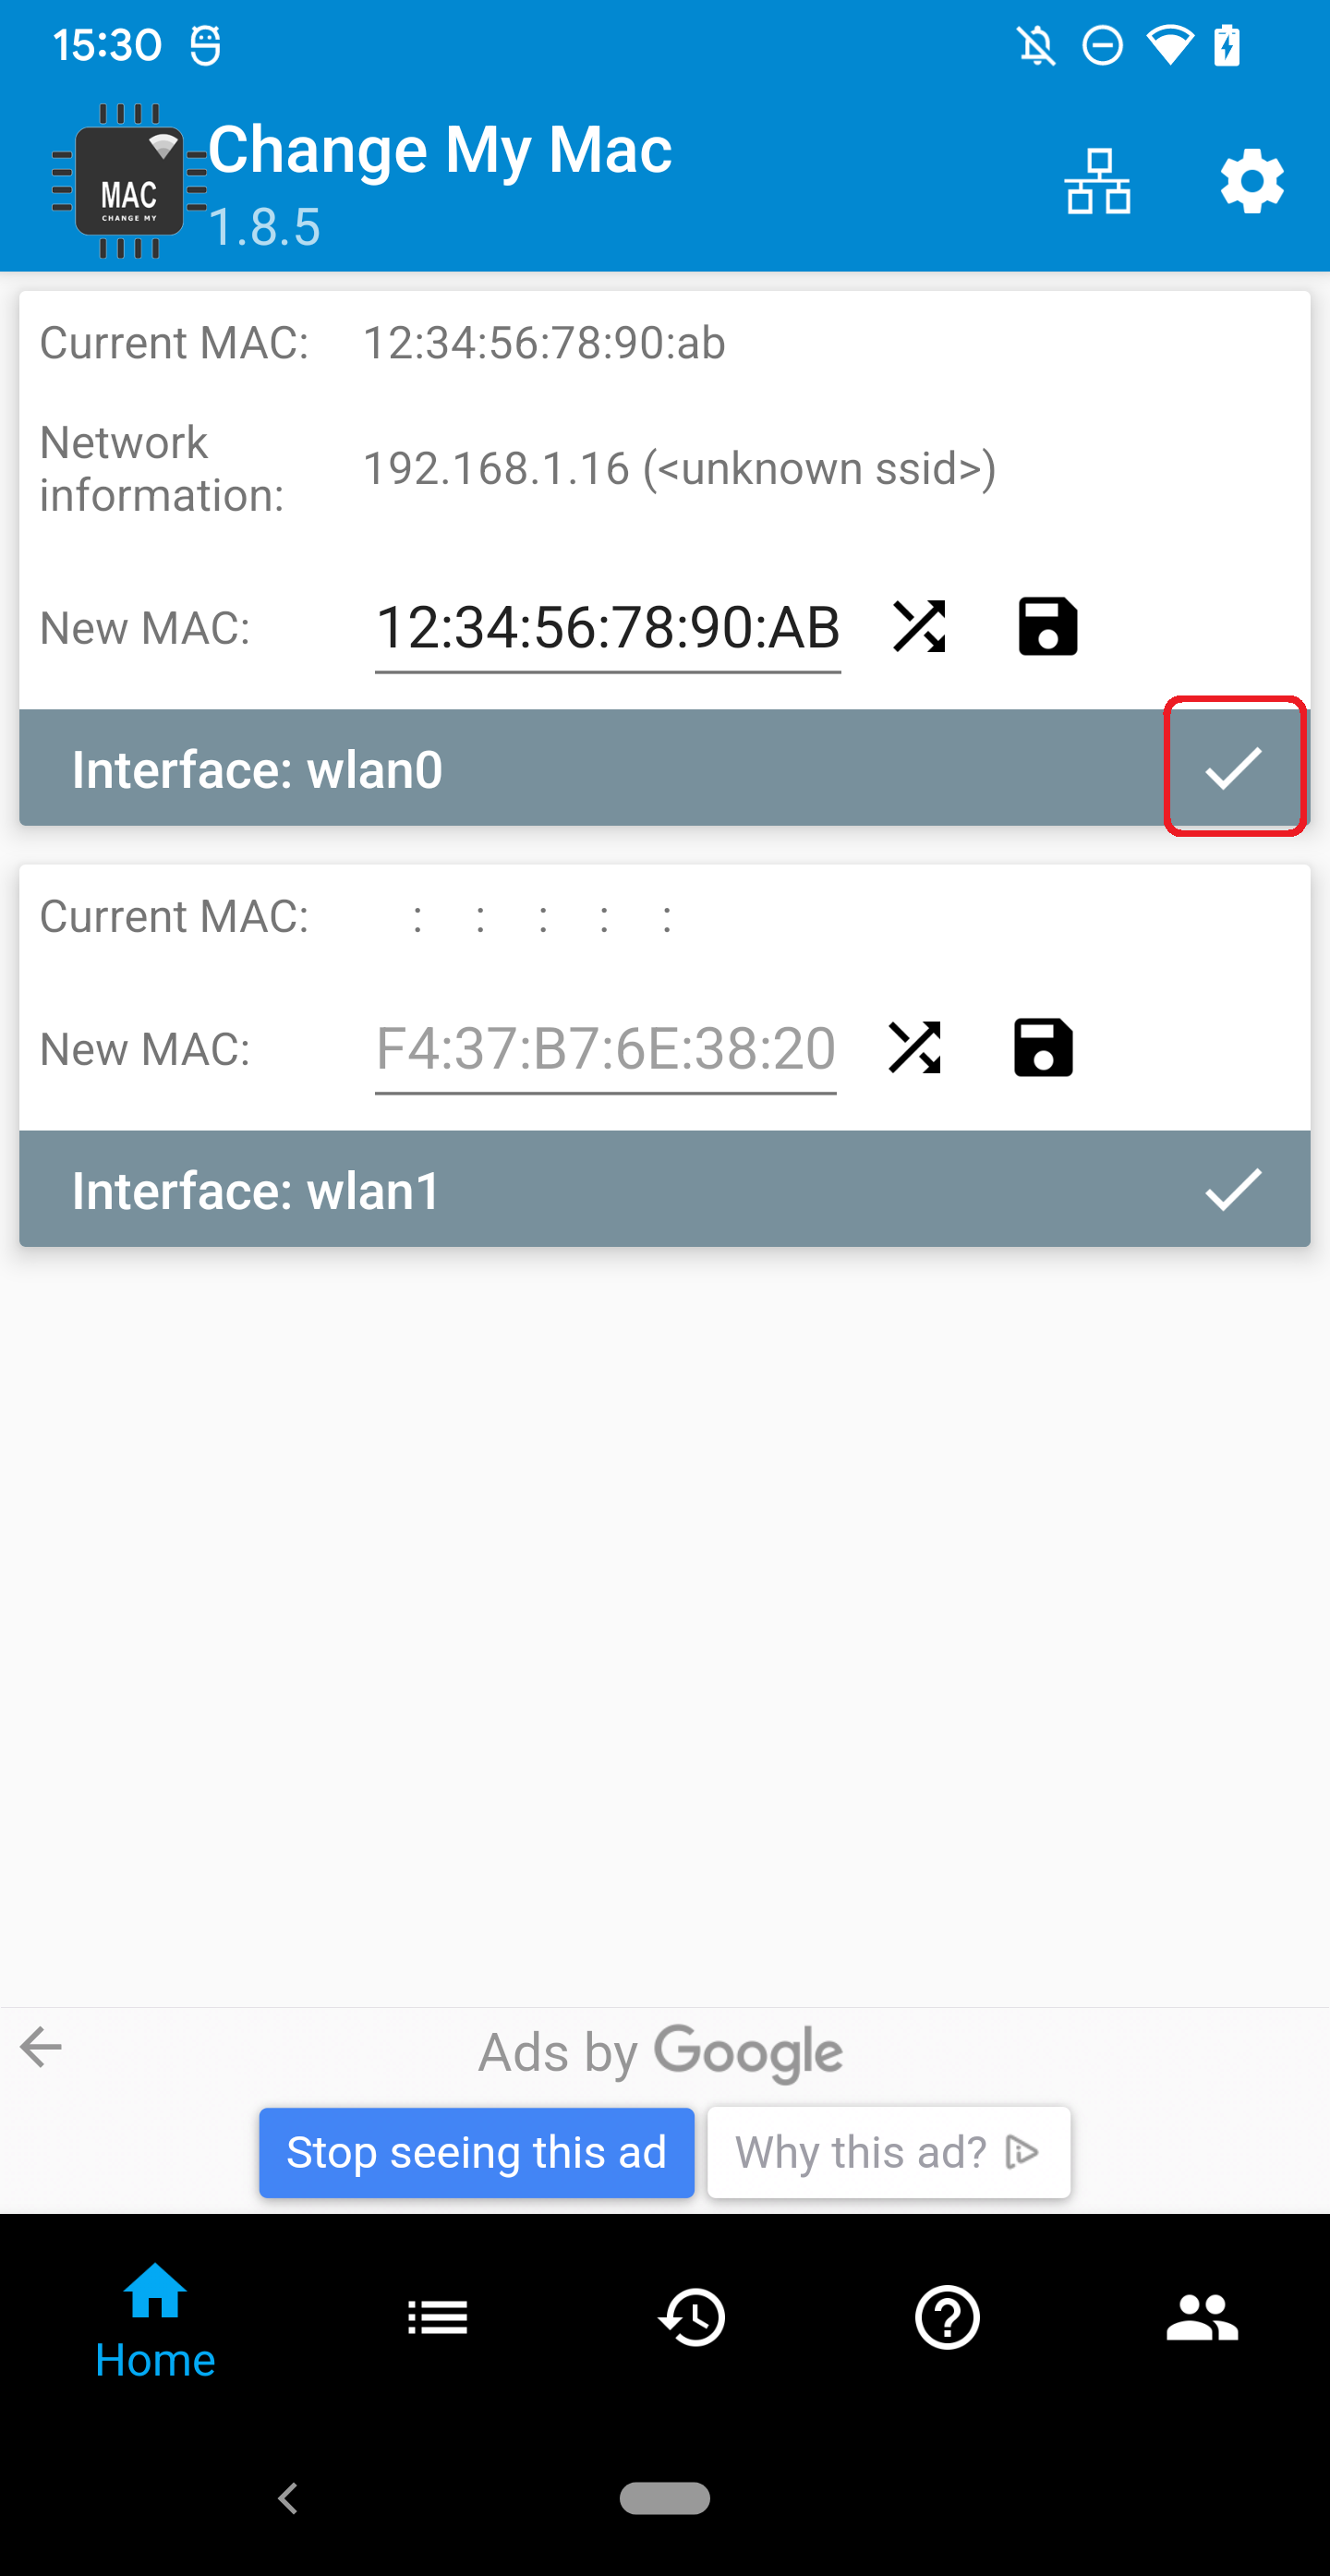 15:30
MAC
CHANGE MY
Change My Mac
1.8.5
Current MAC: 12:34:56:78:90:ab
Network
information:
192.168.1.16 (<unknown ssid>)
New MAC: 12:34:56:78:90:AB
Interface: wlan0
Current MAC: : : : : :
New MAC: F4:37:B7:6E:38:20
Interface: wlan1
Ads by Google
Stop seeing this ad
Why this ad?
Home